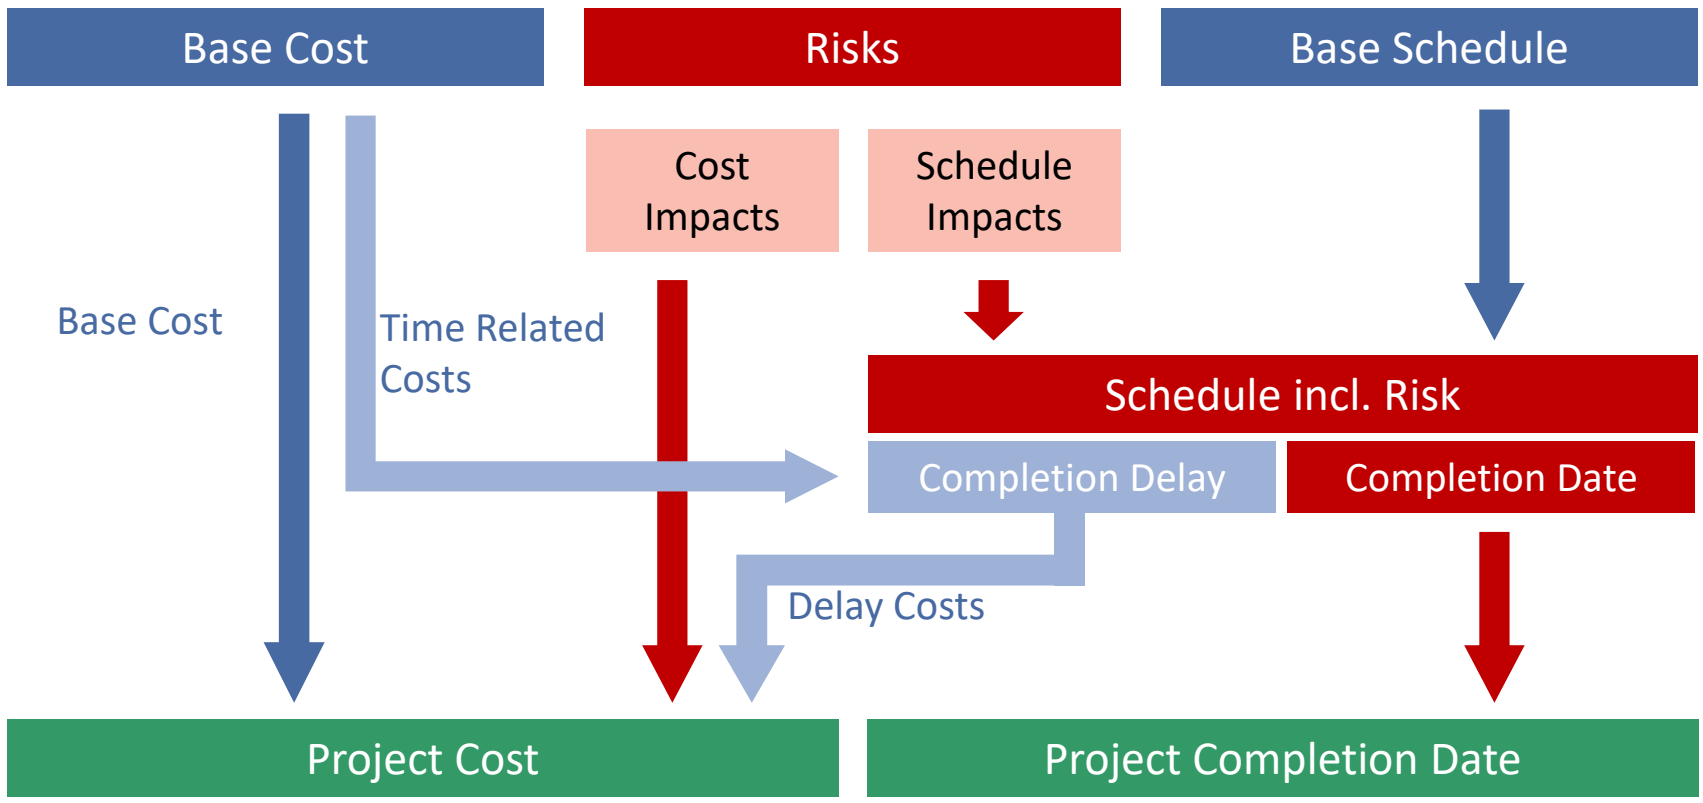 Base Cost
Risks
Base Schedule
Cost
Impacts
Schedule
Impacts
Base Cost
Time Related
Costs
Schedule incl. Risk
Completion Delay
Completion Date
Delay Costs
Project Cost
Project Completion Date